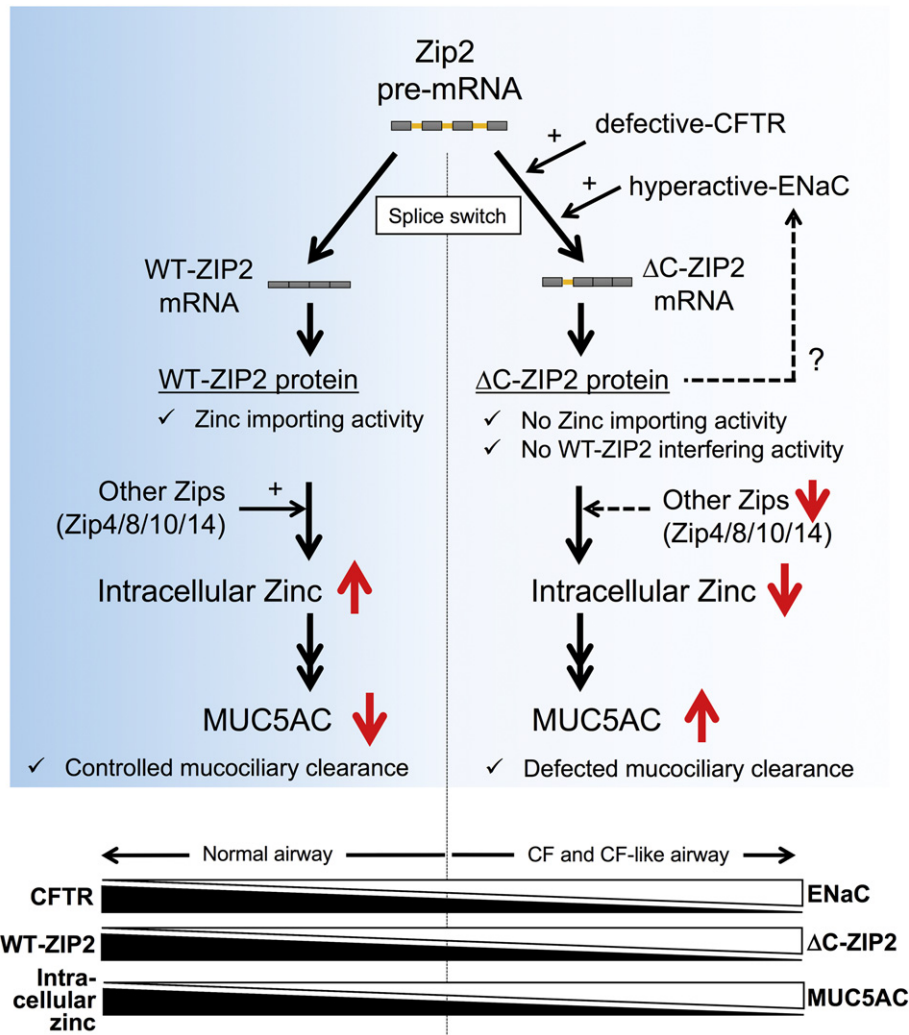 Zip2
pre-mRNA
defective-CFTR
+
hyperactive-ENaC
+
Splice switch
WT-ZIP2
mRNA
ΔC-ZIP2
mRNA
?
WT-ZIP2 protein
✓ Zinc importing activity
ΔC-ZIP2 protein
✓ No Zinc importing activity
✓ No WT-ZIP2 interfering activity
Other Zips
(Zip4/8/10/14)
+
Other Zips
(Zip4/8/10/14)
Intracellular Zinc
Intracellular Zinc
MUC5AC
MUC5AC
✓ Controlled mucociliary clearance
✓ Defected mucociliary clearance
Normal airway
CF and CF-like airway
CFTR
ENaC
WT-ZIP2
ΔC-ZIP2
Intra-
cellular
zinc
MUC5AC